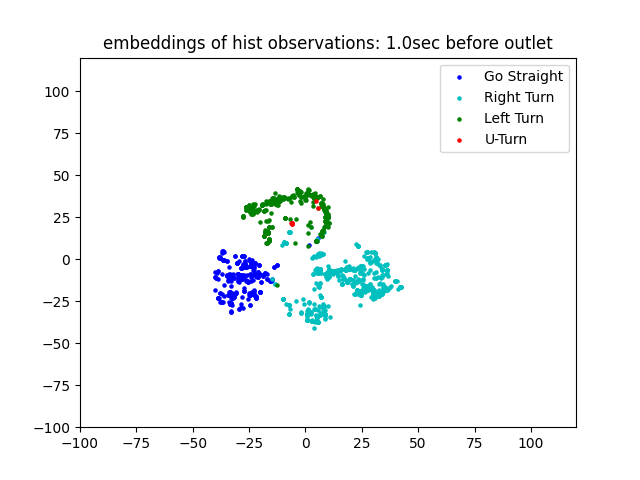 embeddings of hist observations: 1.0sec before outlet
Go Straight
Right Turn
Left Turn
U-Turn
100
75
50
25
0
−25
−50
−75
−100
−100 −75 −50 −25 0 25 50 75 100